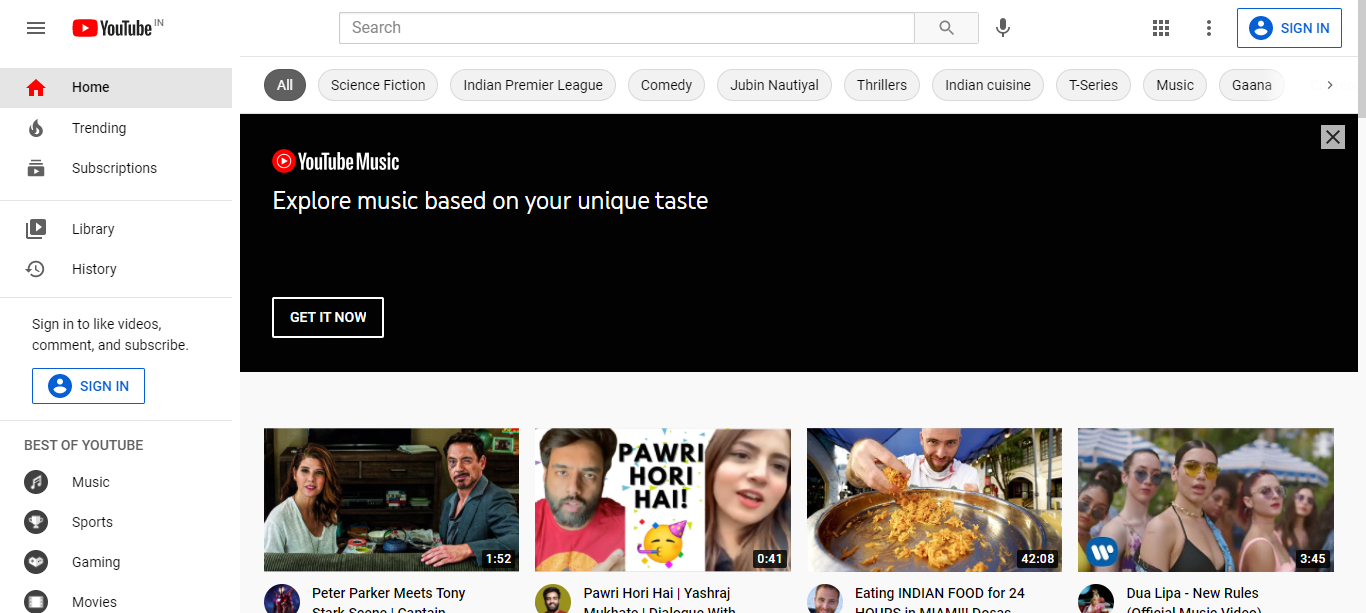 YouTube IN
Search
SIGN IN
Home
Trending
Subscriptions
Library
History
Sign in to like videos,
comment, and subscribe.
SIGN IN
BEST OF YOUTUBE
Music
Sports
Gaming
Movies
All
Science Fiction
Indian Premier League
Comedy
Jubin Nautiyal
Thrillers
Indian cuisine
T-Series
Music
Gaana
YouTube Music
Explore music based on your unique taste
GET IT NOW
1:52
PAWRI
HORI
HAI!
0:41
42:08
3:45
Peter Parker Meets Tony
Stark Scene | Captain
Pawri Hori Hai | Yashraj
Mukhate | Dialogue With
Eating INDIAN FOOD for 24
HOURS in MIAMI!! Dosas
Dua Lipa - New Rules
(Official Music Video)